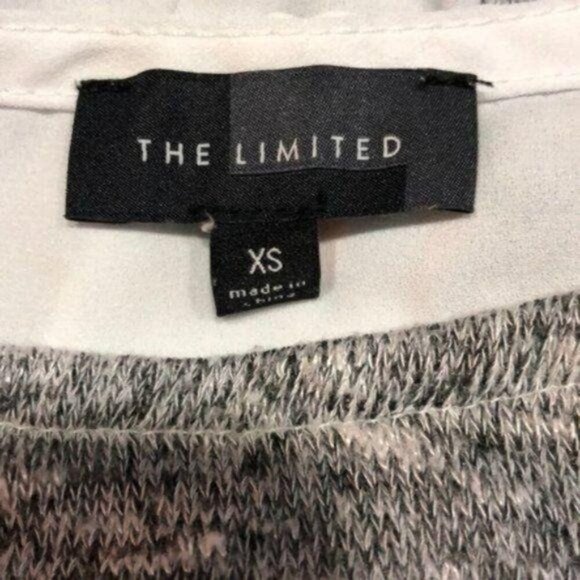 THE LIMITED
XS
made in
china